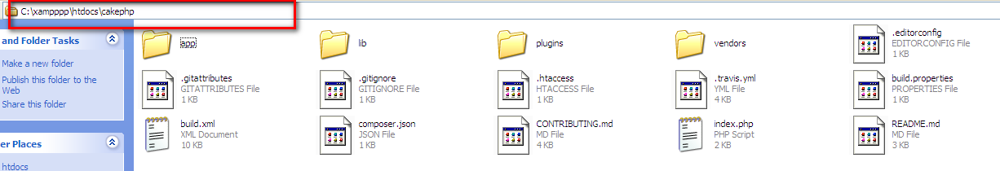 C:\xampppp\htdocs\cakephp
and Folder Tasks
Make a new folder
Publish this folder to the
Web
Share this folder
er Places
htdocs
app
lib
plugins
vendors
.editorconfig
EDITORCONFIG File
1 KB
.gitattributes
GITATTRIBUTES File
1 KB
.gitignore
GITIGNORE File
1 KB
.htaccess
HTACCESS File
1 KB
.travis.yml
YML File
4 KB
build.properties
PROPERTIES File
1 KB
build.xml
XML Document
10 KB
composer.json
JSON File
1 KB
CONTRIBUTING.md
MD File
4 KB
index.php
PHP Script
2 KB
README.md
MD File
3 KB